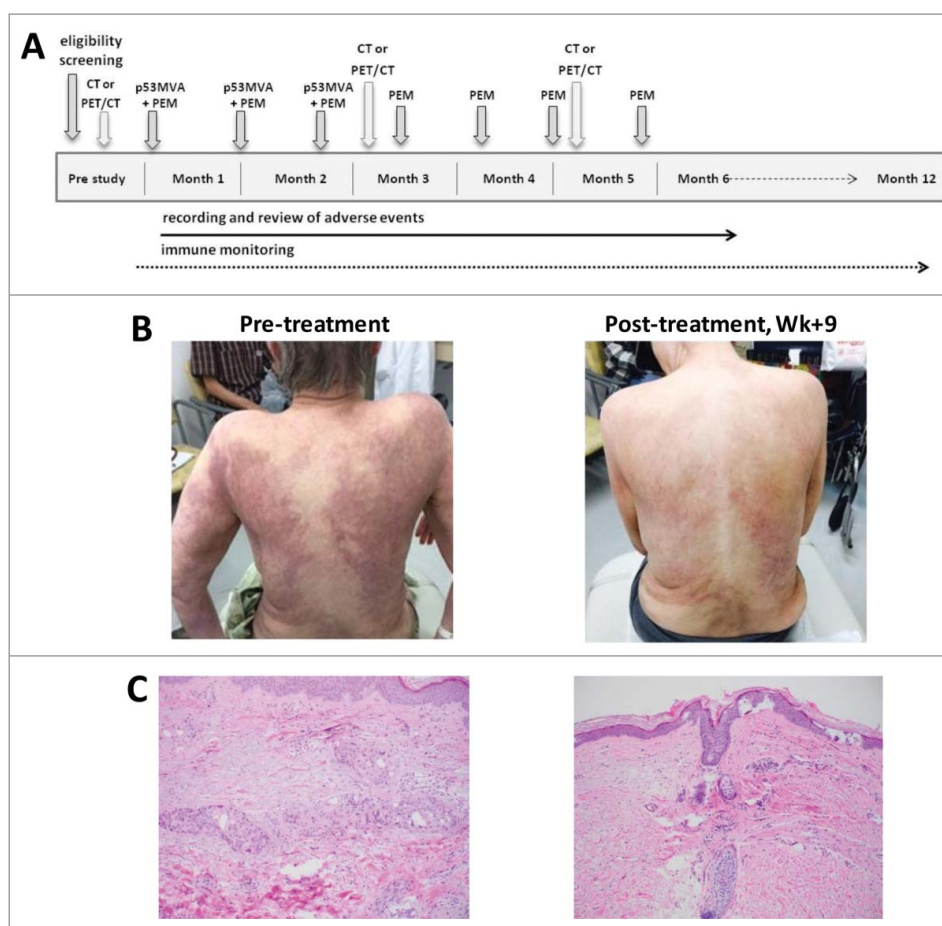 A
eligibility
screening
CT or
PET/CT
p53MVA
+ PEM
p53MVA
+ PEM
p53MVA
+ PEM
CT or
PET/CT
PEM
PEM
PEM
CT or
PET/CT
PEM
Pre study
Month 1
Month 2
Month 3
Month 4
Month 5
Month 6
Month 12
recording and review of adverse events
immune monitoring
B
Pre-treatment
Post-treatment, Wk+9
C